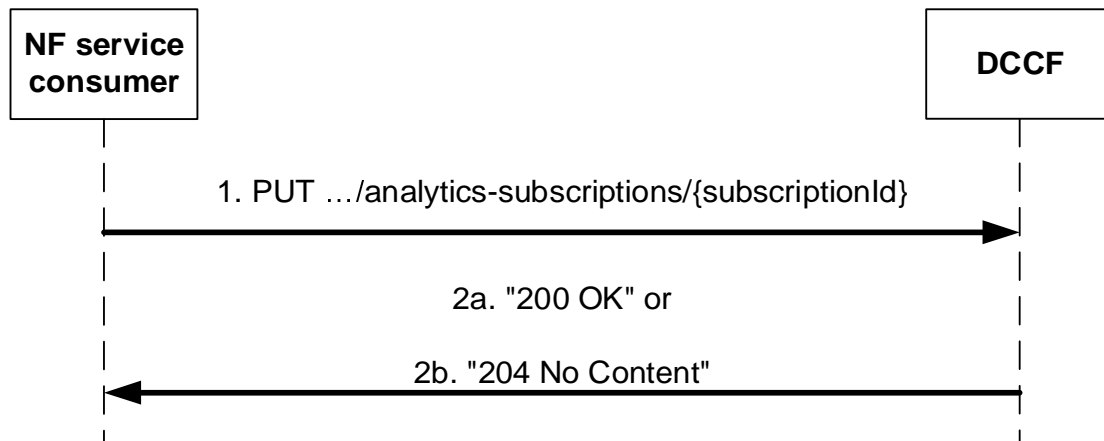 NF service
consumer
DCCF
1. PUT …/analytics-subscriptions/{subscriptionId}
2a. "200 OK" or
2b. "204 No Content"